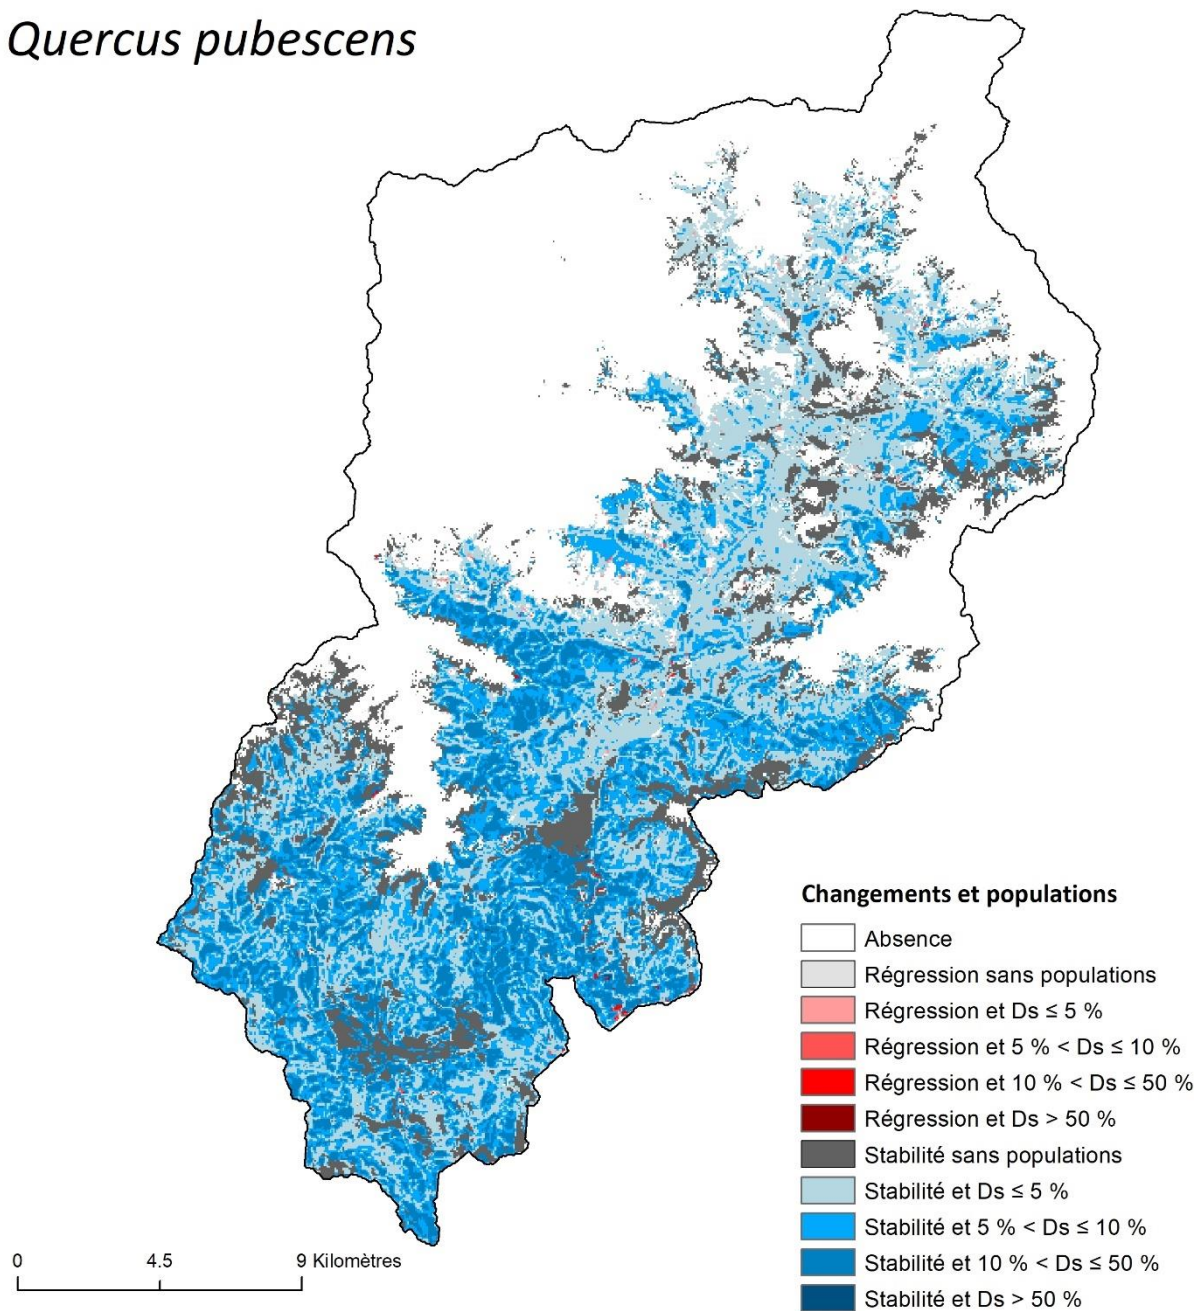 Quercus pubescens
Changements et populations
Absence
Régression sans populations
Régression et Ds ≤ 5 %
Régression et 5 % < Ds ≤ 10 %
Régression et 10 % < Ds ≤ 50 %
Régression et Ds > 50 %
Stabilité sans populations
Stabilité et Ds ≤ 5 %
Stabilité et 5 % < Ds ≤ 10 %
Stabilité et 10 % < Ds ≤ 50 %
Stabilité et Ds > 50 %
0 4.5 9 Kilomètres